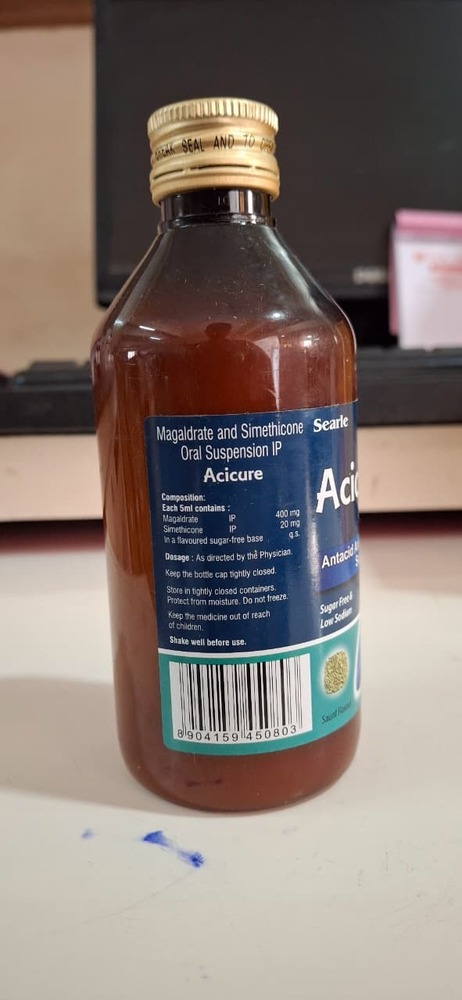 SEAL AND TO
Magaldrate and Simethicone
Oral Suspension IP
Acicure
Composition:
Each 5ml contains :
Magaldrate IP 400 mg
Simethicone IP 20 mg
In a flavoured sugar-free base q.s.
Dosage : As directed by the Physician.
Keep the bottle cap tightly closed.
Store in tightly closed containers.
Protect from moisture. Do not freeze.
Keep the medicine out of reach
of children.
Shake well before use.
8 904159 450803
Searle
Acic
Antacid
Sugar Free &
Low Sodium
Saunf